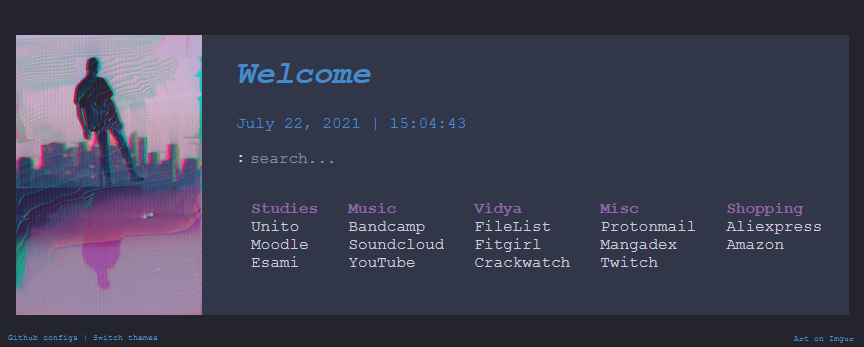 Welcome
July 22, 2021 | 15:04:43
: search...
Studies Music Vidya Misc Shopping
Unito Bandcamp FileList Protonmail Aliexpress
Moodle Soundcloud Fitgirl Mangadex Amazon
Esami YouTube Crackwatch Twitch
Github configs | Switch themes Art on Imgur